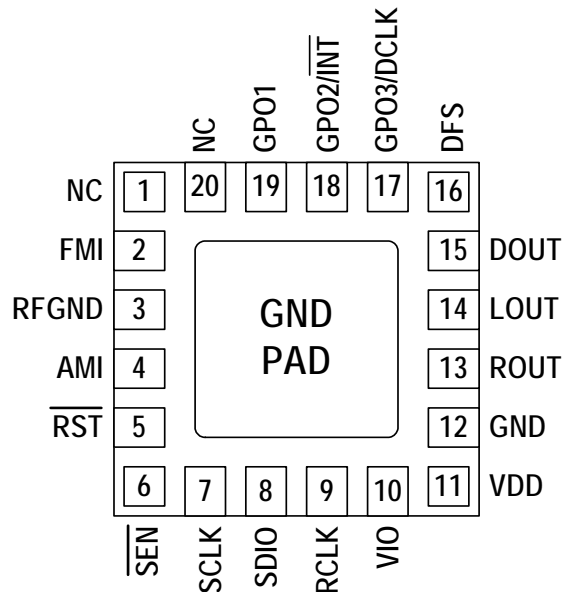 NC
GPO1
GPO2/INT
GPO3/DCLK
DFS
NC 1 20 19 18 17 16
FMI 2 15 DOUT
RFGND 3 14 LOUT
AMI 4 13 ROUT
RST 5 12 GND
6 7 8 9 10 11 VDD
GND
PAD
SEN
SCLK
SDIO
RCLK
VIO